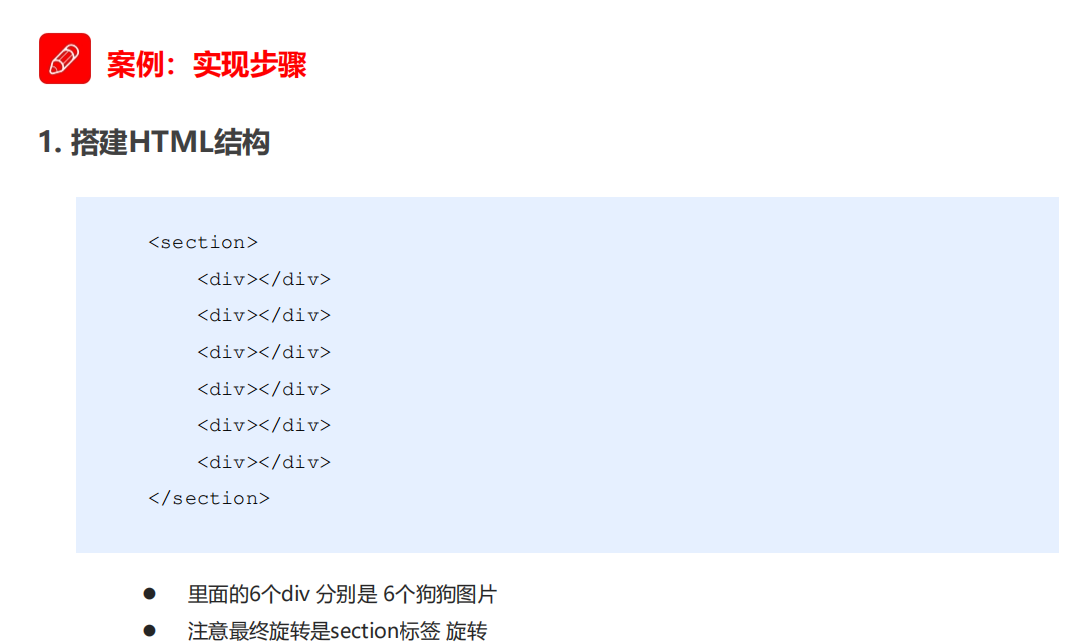 案例：实现步骤
1. 搭建HTML结构
<section>
<div></div>
<div></div>
<div></div>
<div></div>
<div></div>
<div></div>
</section>
● 里面的6个div 分别是 6个狗狗图片
● 注意最终旋转是section标签 旋转